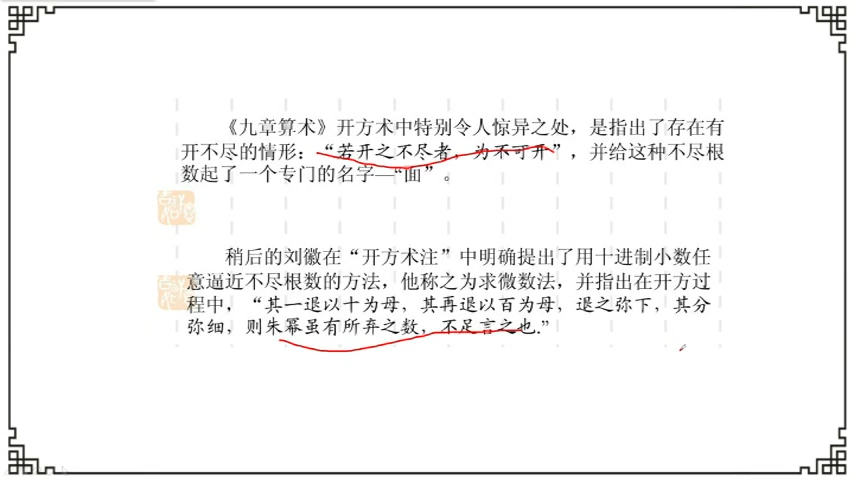 《九章算术》开方术中特别令人惊异之处，是指出了存在有
开不尽的情形：“若开之不尽者，为不可开”，并给这种不尽根
数起了一个专门的名字—“面”。
稍后的刘徽在“开方术注”中明确提出了用十进制小数任
意逼近不尽根数的方法，他称之为求微数法，并指出在开方过
程中，“其一退以十为母，其再退以百为母，退之弥下，其分
弥细，则朱幂虽有所弃之数，不足言之也.”